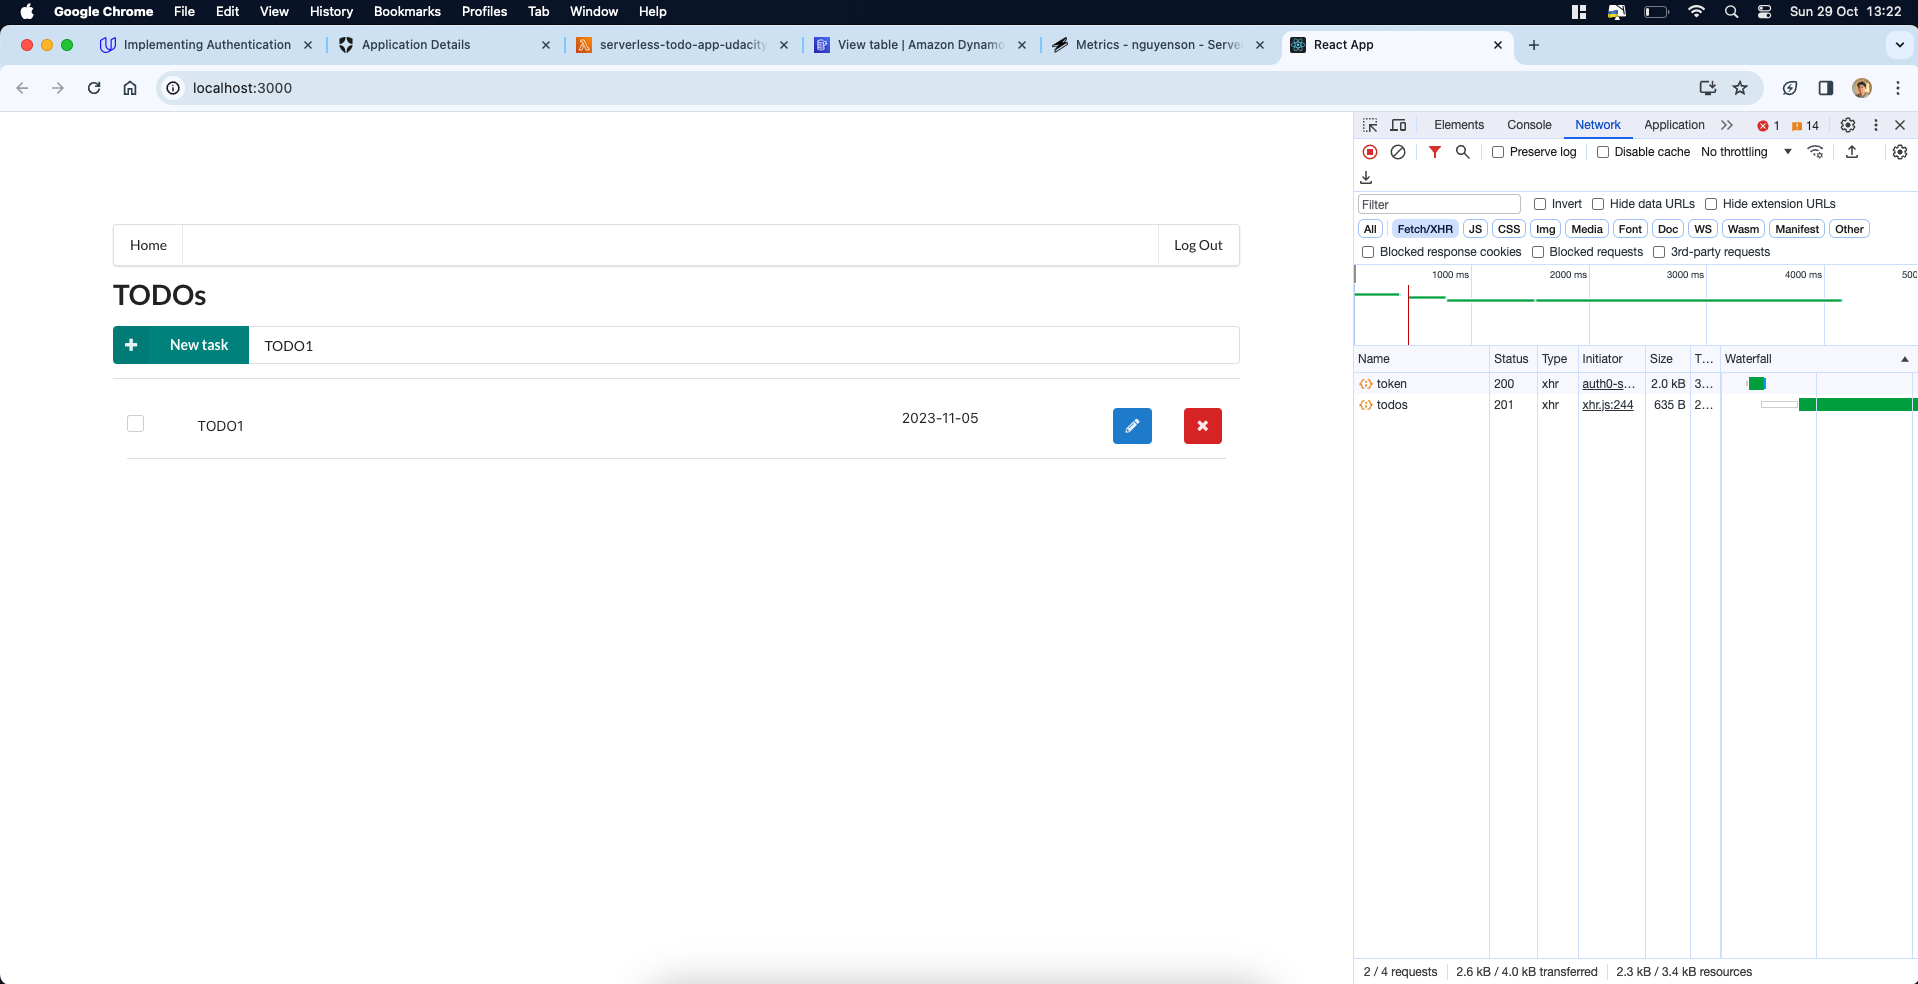 Google Chrome File Edit View History Bookmarks Profiles Tab Window Help Sun 29 Oct 13:22
Implementing Authentication Application Details serverless-todo-app-udacity View table | Amazon Dynamo Metrics - nguyenson - Serve React App
localhost:3000
Elements Console Network Application 1 14
Preserve log Disable cache No throttling
Filter Invert Hide data URLs Hide extension URLs
All Fetch/XHR JS CSS Img Media Font Doc WS Wasm Manifest Other
Blocked response cookies Blocked requests 3rd-party requests
1000 ms 2000 ms 3000 ms 4000 ms 500
Name Status Type Initiator Size T... Waterfall
token 200 xhr auth0-s... 2.0 kB 3...
todos 201 xhr xhr.js:244 635 B 2...
2 / 4 requests 2.6 kB / 4.0 kB transferred 2.3 kB / 3.4 kB resources
Home Log Out
TODOs
New task TODO1
TODO1 2023-11-05